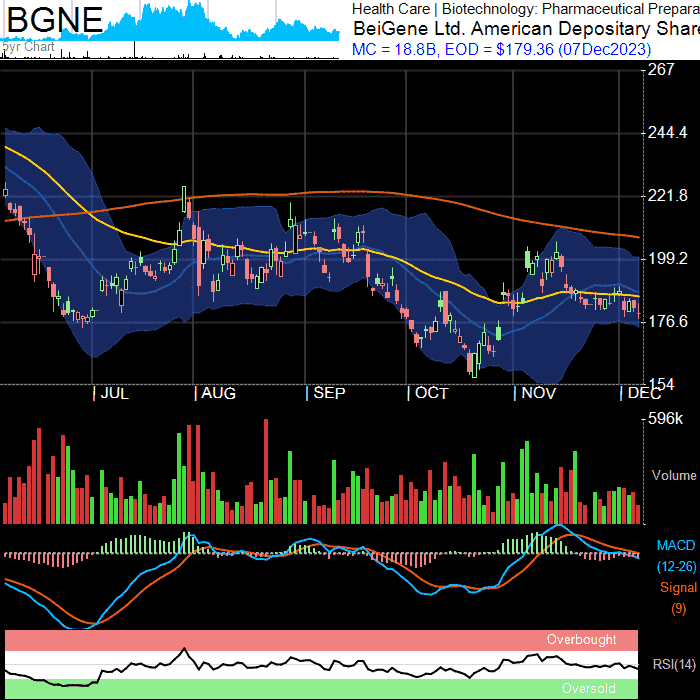 BGNE
5yr Chart
Health Care | Biotechnology: Pharmaceutical Prepara
BeiGene Ltd. American Depositary Share
MC = 18.8B, EOD = $179.36 (07Dec2023)
267
244.4
221.8
199.2
176.6
154
JUL AUG SEP OCT NOV DEC
596k
Volume
MACD
(12-26)
Signal
(9)
Overbought
RSI(14)
Oversold